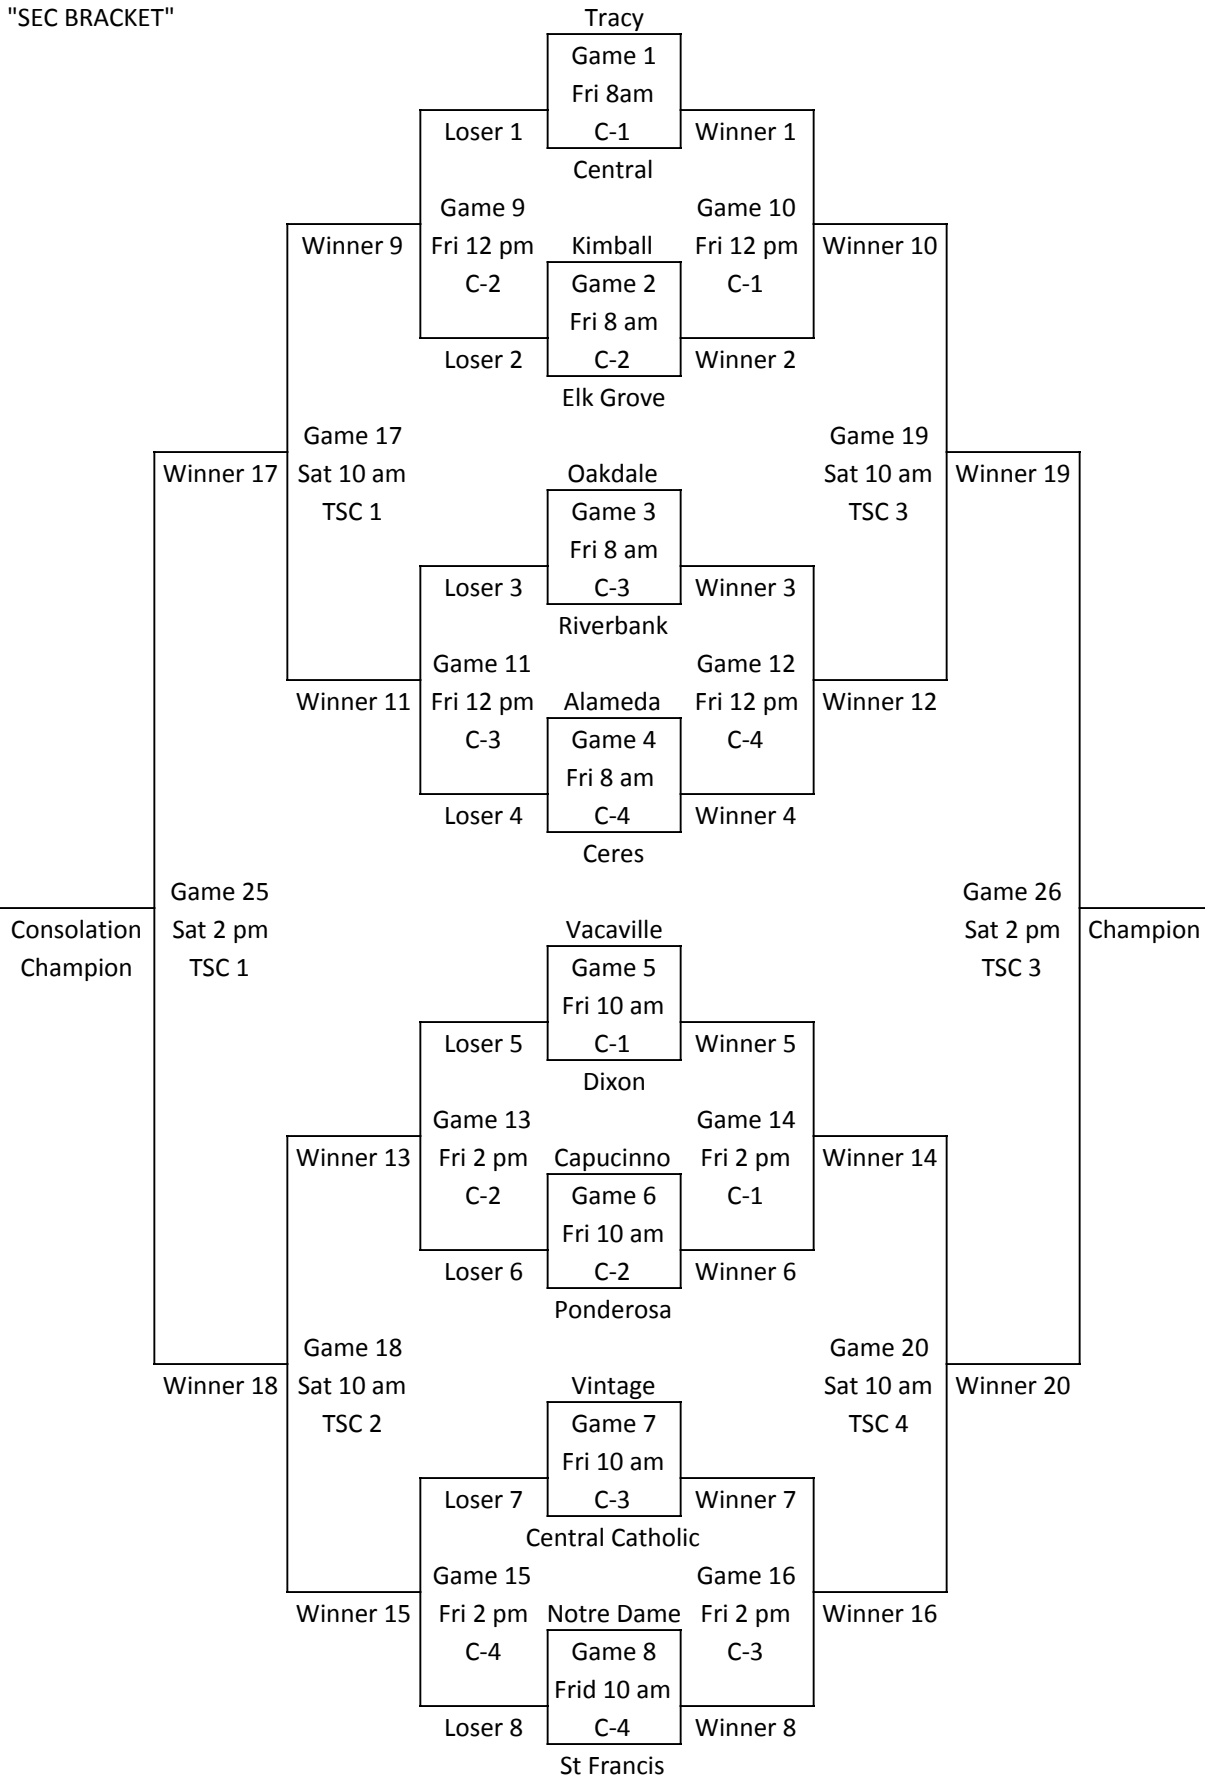 "SEC BRACKET"
Tracy
Game 1
Fri 8am
Loser 1
C-1
Winner 1
Central
Game 9
Game 10
Winner 9
Fri 12 pm
Kimball
Fri 12 pm
Winner 10
C-2
Game 2
C-1
Fri 8 am
Loser 2
C-2
Winner 2
Elk Grove
Game 17
Game 19
Winner 17
Sat 10 am
Oakdale
Sat 10 am
Winner 19
TSC 1
Game 3
TSC 3
Fri 8 am
Loser 3
C-3
Winner 3
Riverbank
Game 11
Game 12
Winner 11
Fri 12 pm
Alameda
Fri 12 pm
Winner 12
C-3
Game 4
C-4
Fri 8 am
Loser 4
C-4
Winner 4
Ceres
Game 25
Game 26
Consolation
Sat 2 pm
Vacaville
Sat 2 pm
Champion
Champion
TSC 1
Game 5
TSC 3
Fri 10 am
Loser 5
C-1
Winner 5
Dixon
Game 13
Game 14
Winner 13
Fri 2 pm
Capucinno
Fri 2 pm
Winner 14
C-2
Game 6
C-1
Fri 10 am
Loser 6
C-2
Winner 6
Ponderosa
Game 18
Game 20
Winner 18
Sat 10 am
Vintage
Sat 10 am
Winner 20
TSC 2
Game 7
TSC 4
Fri 10 am
Loser 7
C-3
Winner 7
Central Catholic
Game 15
Game 16
Winner 15
Fri 2 pm
Notre Dame
Fri 2 pm
Winner 16
C-4
Game 8
C-3
Frid 10 am
Loser 8
C-4
Winner 8
St Francis